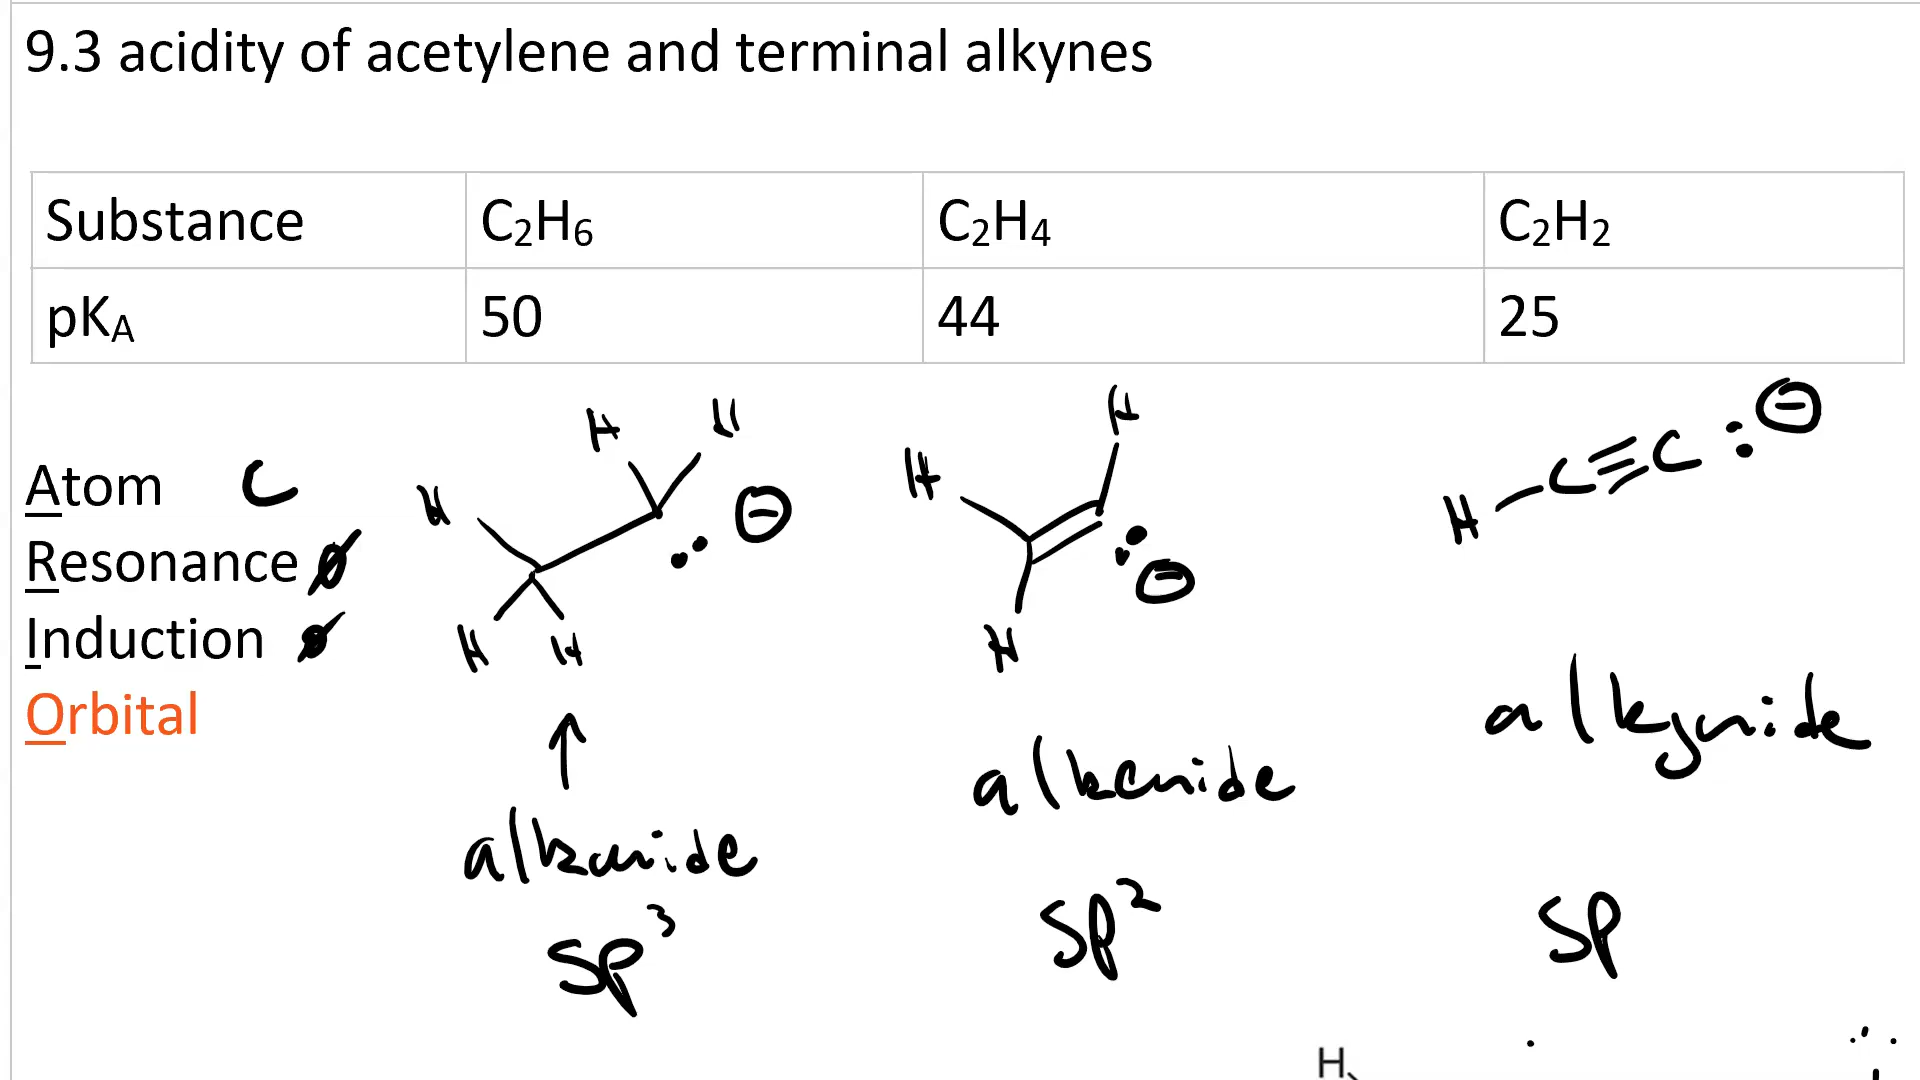 9.3 acidity of acetylene and terminal alkynes
Substance C₂H₆ C₂H₄ C₂H₂
pKA 50 44 25
Atom C
Resonance Ø
Induction
Orbital
H H
H ⊖
H H
H
H ⊖
H
H–C≡C: ⊖
alkanide alkenide alkynide
sp³ sp² sp
H